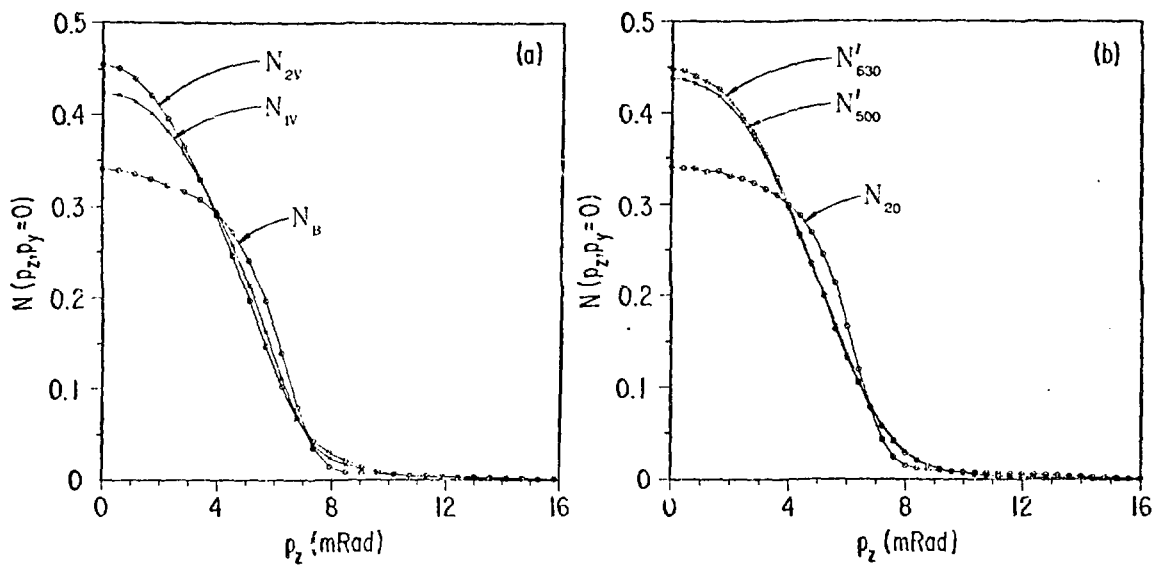 0.5
0.4
0.3
0.2
0.1
0
N (p_z, p_y = 0)
(a)
N_2V
N_1V
N_B
0 4 8 12 16
p_z (mRad)
0.5
0.4
0.3
0.2
0.1
0
N (p_z, p_y = 0)
(b)
N'_630
N'_500
N_20
0 4 8 12 16
p_z (mRad)